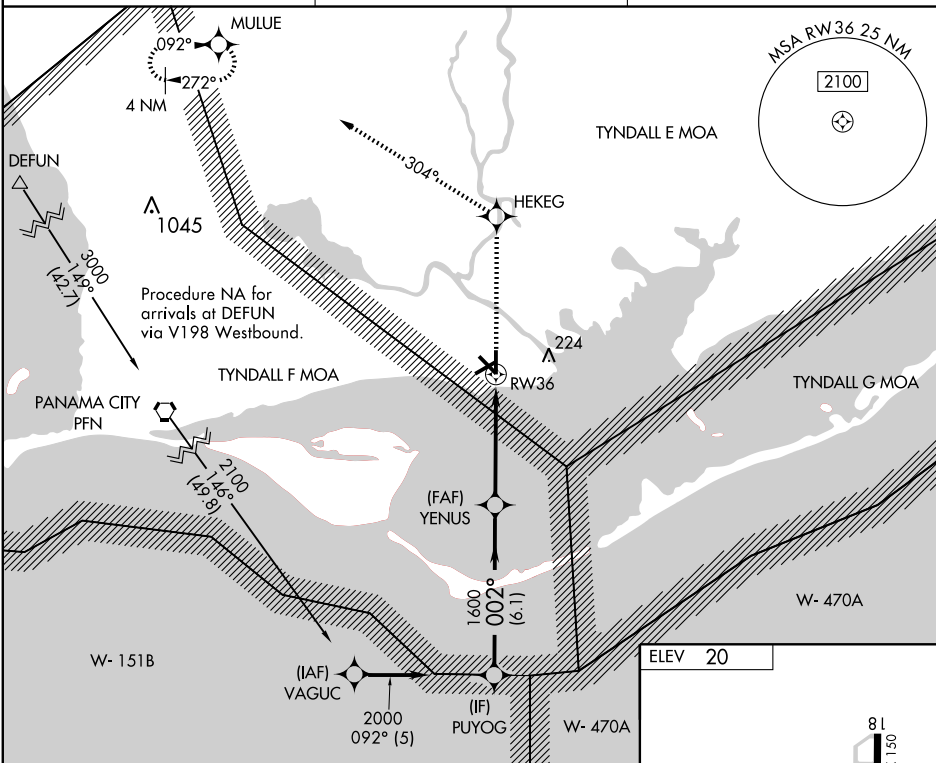 MULUE
092°
272°
4 NM
MSA RW36 25 NM
2100
TYNDALL E MOA
DEFUN
304°
HEKEG
1045
3000
149°
(42.7)
Procedure NA for
arrivals at DEFUN
via V198 Westbound.
224
RW36
TYNDALL F MOA
TYNDALL G MOA
PANAMA CITY
PFN
2100
146°
(49.8)
(FAF)
YENUS
1600
002°
(6.1)
W- 470A
W- 151B
ELEV 20
(IAF)
VAGUC
(IF)
PUYOG
2000
092° (5)
W- 470A
18
150